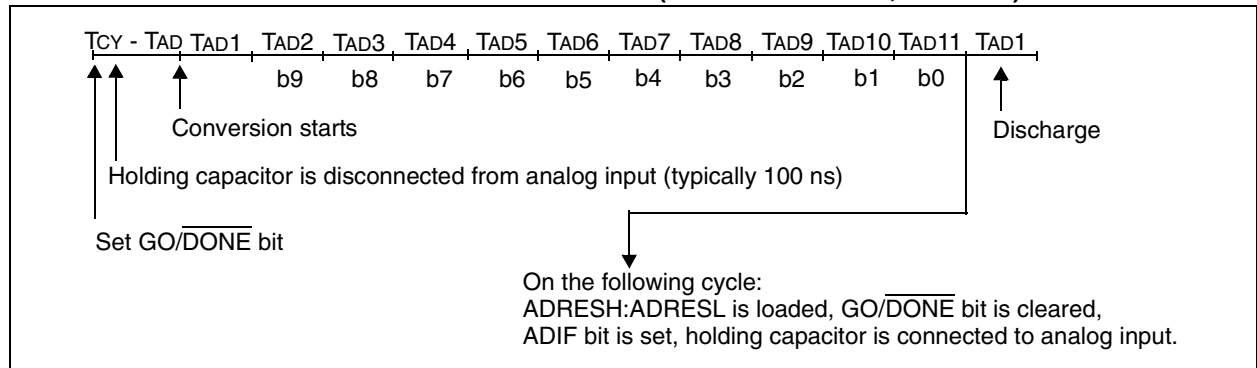 TCY - TAD TAD1 TAD2 TAD3 TAD4 TAD5 TAD6 TAD7 TAD8 TAD9 TAD10 TAD11 TAD1
b9 b8 b7 b6 b5 b4 b3 b2 b1 b0
Conversion starts
Discharge
Holding capacitor is disconnected from analog input (typically 100 ns)
Set GO/DONE bit
On the following cycle:
ADRESH:ADRESL is loaded, GO/DONE bit is cleared,
ADIF bit is set, holding capacitor is connected to analog input.